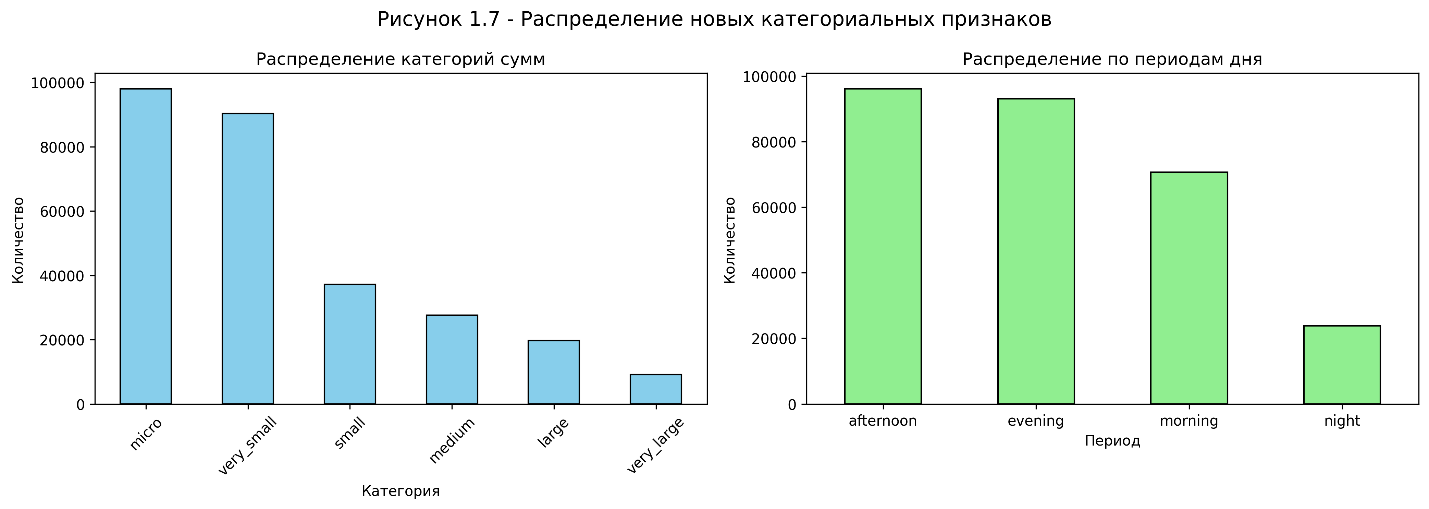 Рисунок 1.7 - Распределение новых категориальных признаков
Распределение категорий сумм
Количество
100000
80000
60000
40000
20000
0
micro
very_small
small
medium
large
very_large
Категория
Распределение по периодам дня
Количество
100000
80000
60000
40000
20000
0
afternoon
evening
morning
night
Период